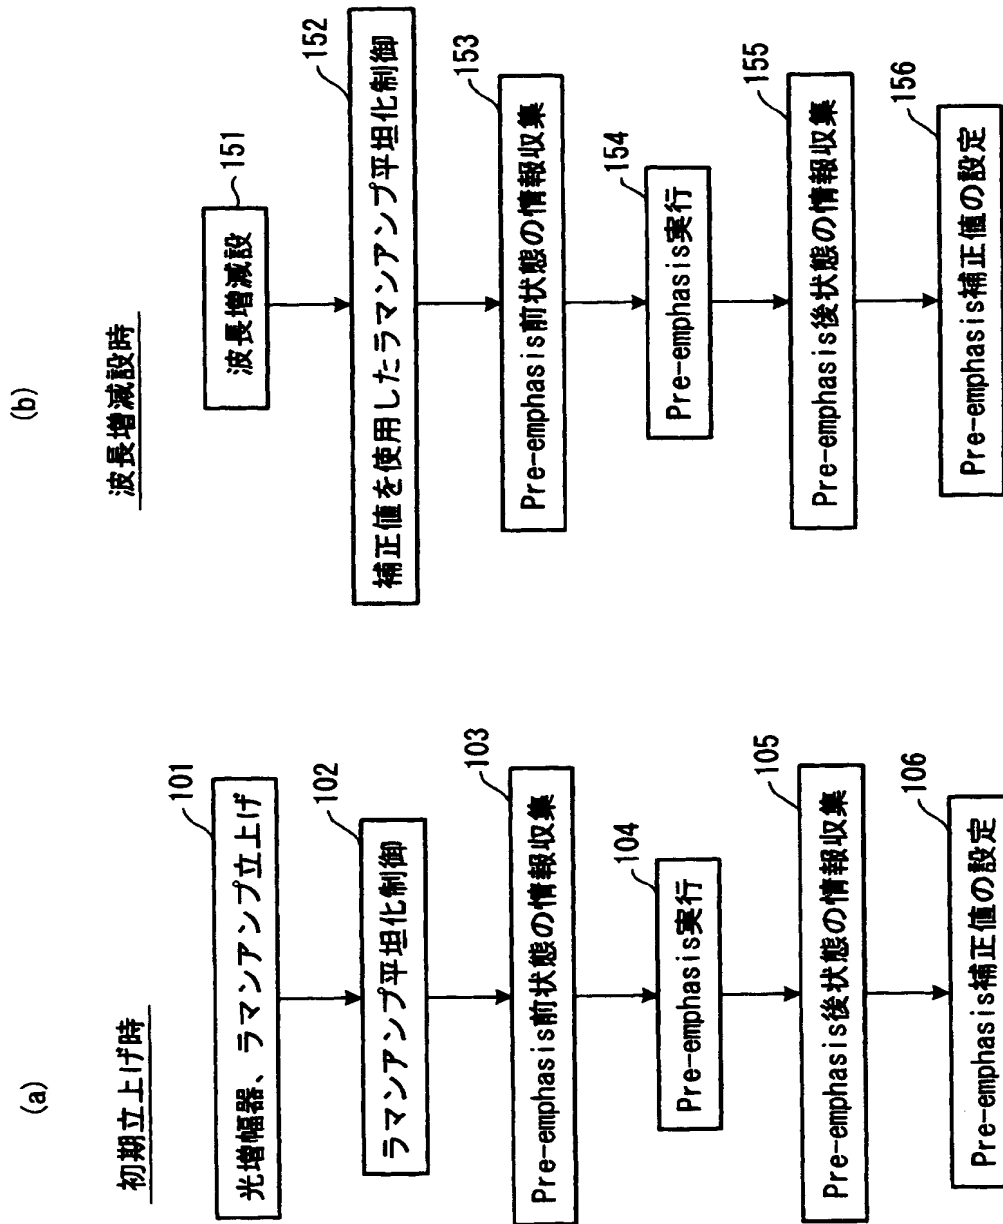 (a)
初期立上げ時
101
光増幅器、ラマンアンプ立上げ
102
ラマンアンプ平坦化制御
103
Pre-emphasis前状態の情報収集
104
Pre-emphasis実行
105
Pre-emphasis後状態の情報収集
106
Pre-emphasis補正値の設定
(b)
波長増減設時
151
波長増減設
152
補正値を使用したラマンアンプ平坦化制御
153
Pre-emphasis前状態の情報収集
154
Pre-emphasis実行
155
Pre-emphasis後状態の情報収集
156
Pre-emphasis補正値の設定